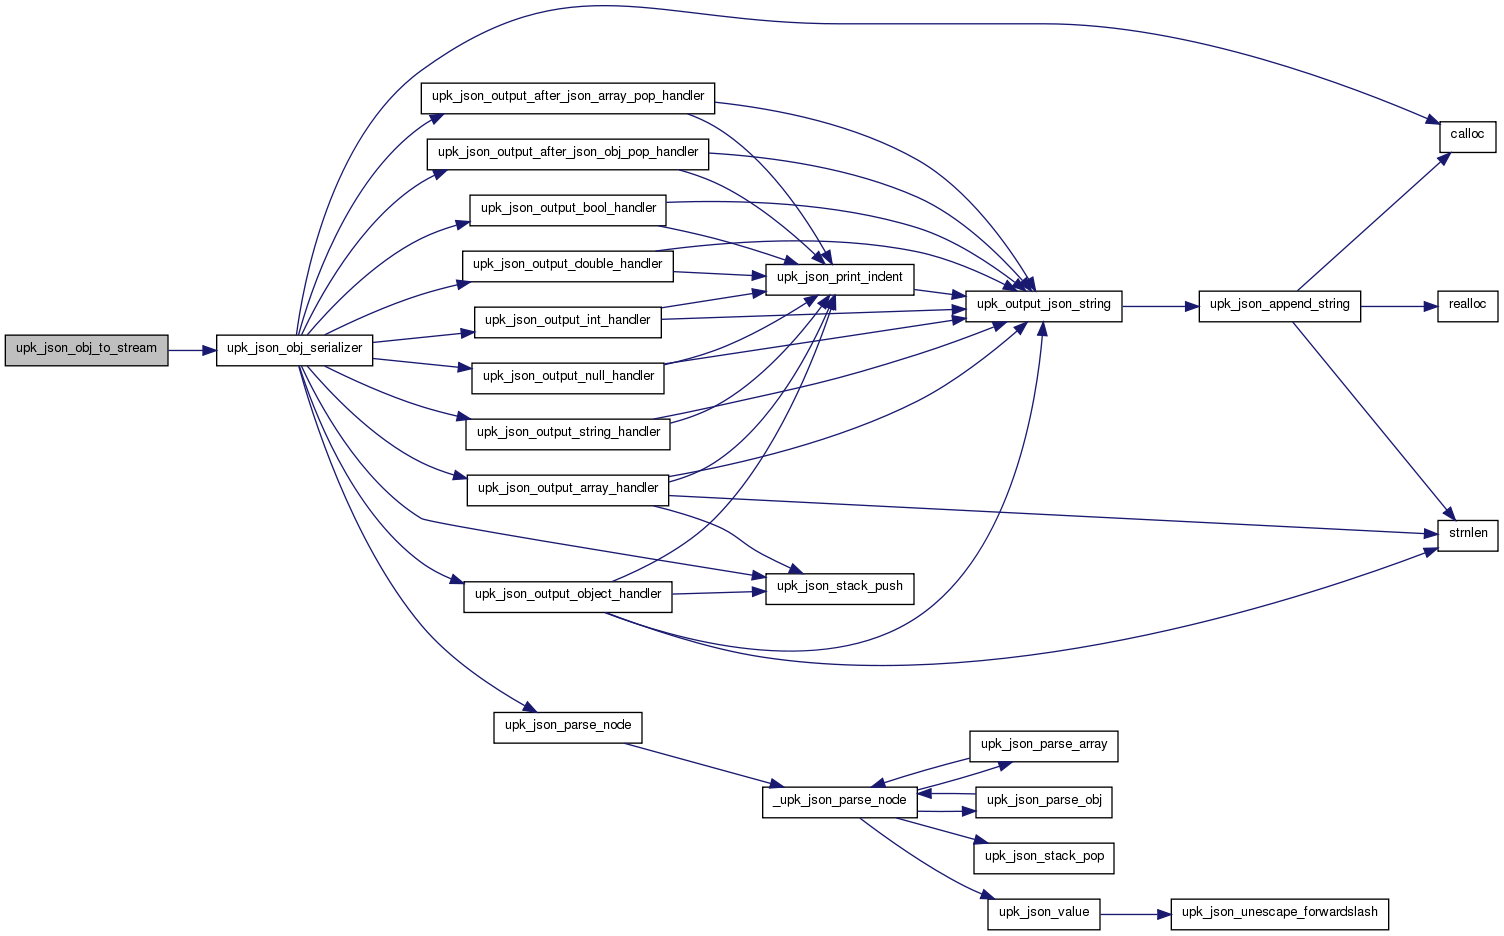 upk_json_obj_to_stream
upk_json_obj_serializer
upk_json_output_after_json_array_pop_handler
upk_json_output_after_json_obj_pop_handler
upk_json_output_bool_handler
upk_json_output_double_handler
upk_json_output_int_handler
upk_json_output_null_handler
upk_json_output_string_handler
upk_json_output_array_handler
upk_json_output_object_handler
upk_json_parse_node
upk_json_print_indent
upk_json_stack_push
_upk_json_parse_node
upk_output_json_string
upk_json_parse_array
upk_json_parse_obj
upk_json_stack_pop
upk_json_value
upk_json_append_string
upk_json_unescape_forwardslash
calloc
realloc
strnlen